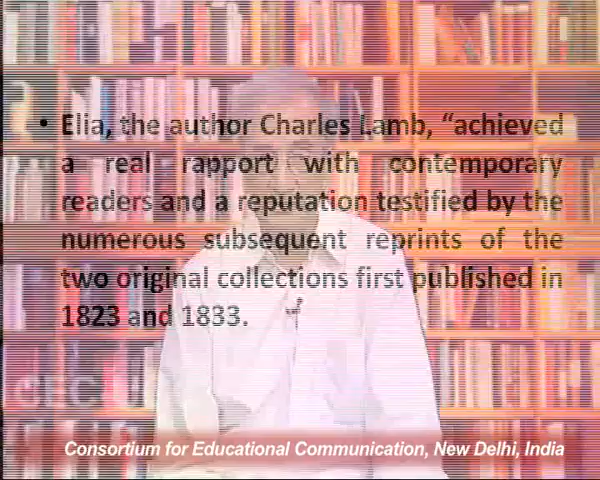 • Elia, the author Charles Lamb, “achieved
a real rapport with contemporary
readers and a reputation testified by the
numerous subsequent reprints of the
two original collections first published in
1823 and 1833.
CEC
Consortium for Educational Communication, New Delhi, India